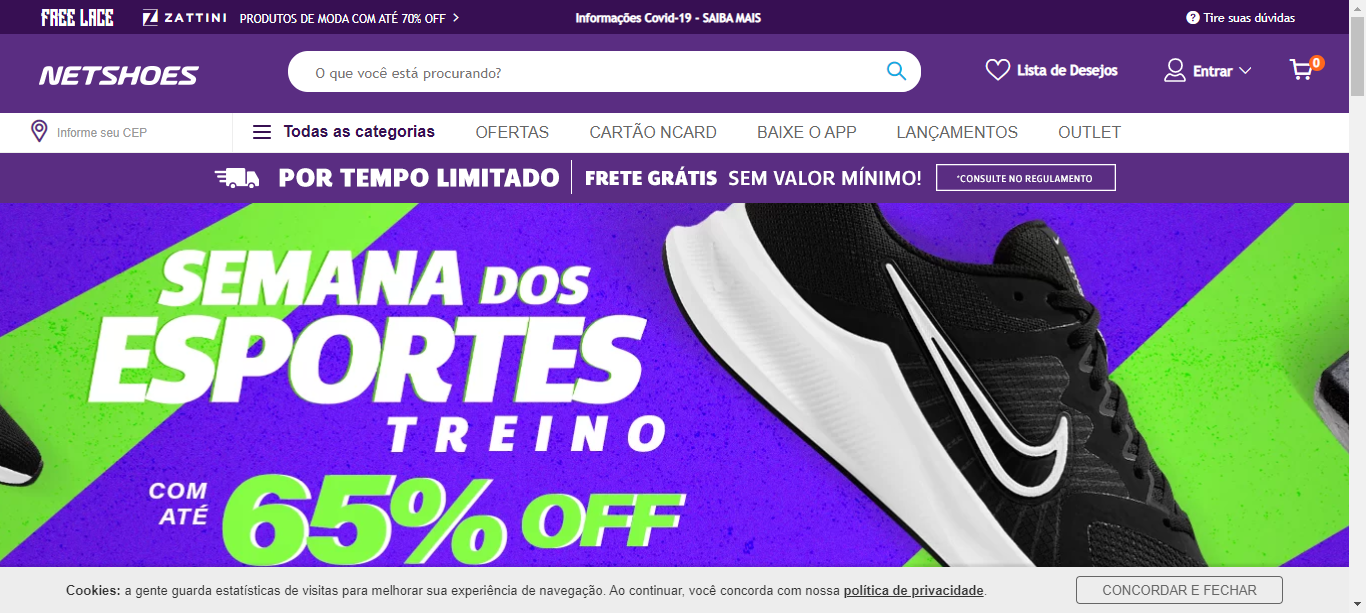 FREE LACE ZATTINI PRODUTOS DE MODA COM ATÉ 70% OFF Informações Covid-19 - SAIBA MAIS ? Tire suas dúvidas
NETSHOES O que você está procurando? Lista de Desejos Entrar 0
Informe seu CEP Todas as categorias OFERTAS CARTÃO NCARD BAIXE O APP LANÇAMENTOS OUTLET
POR TEMPO LIMITADO FRETE GRÁTIS SEM VALOR MÍNIMO! *CONSULTE NO REGULAMENTO
SEMANA DOS
ESPORTES
TREINO
COM
ATÉ 65% OFF
Cookies: a gente guarda estatísticas de visitas para melhorar sua experiência de navegação. Ao continuar, você concorda com nossa política de privacidade. CONCORDAR E FECHAR